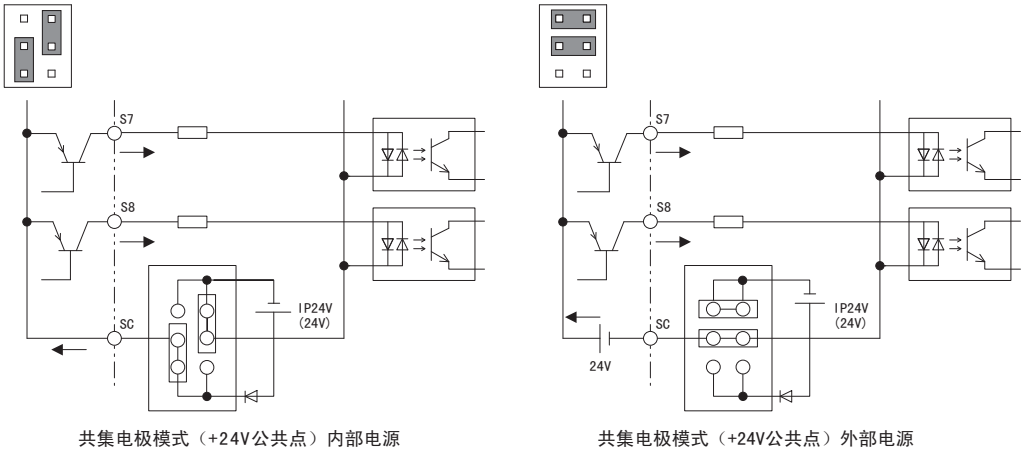 S7
S8
SC
IP24V
(24V)
共集电极模式（+24V公共点）内部电源
S7
S8
SC
24V
IP24V
(24V)
共集电极模式（+24V公共点）外部电源